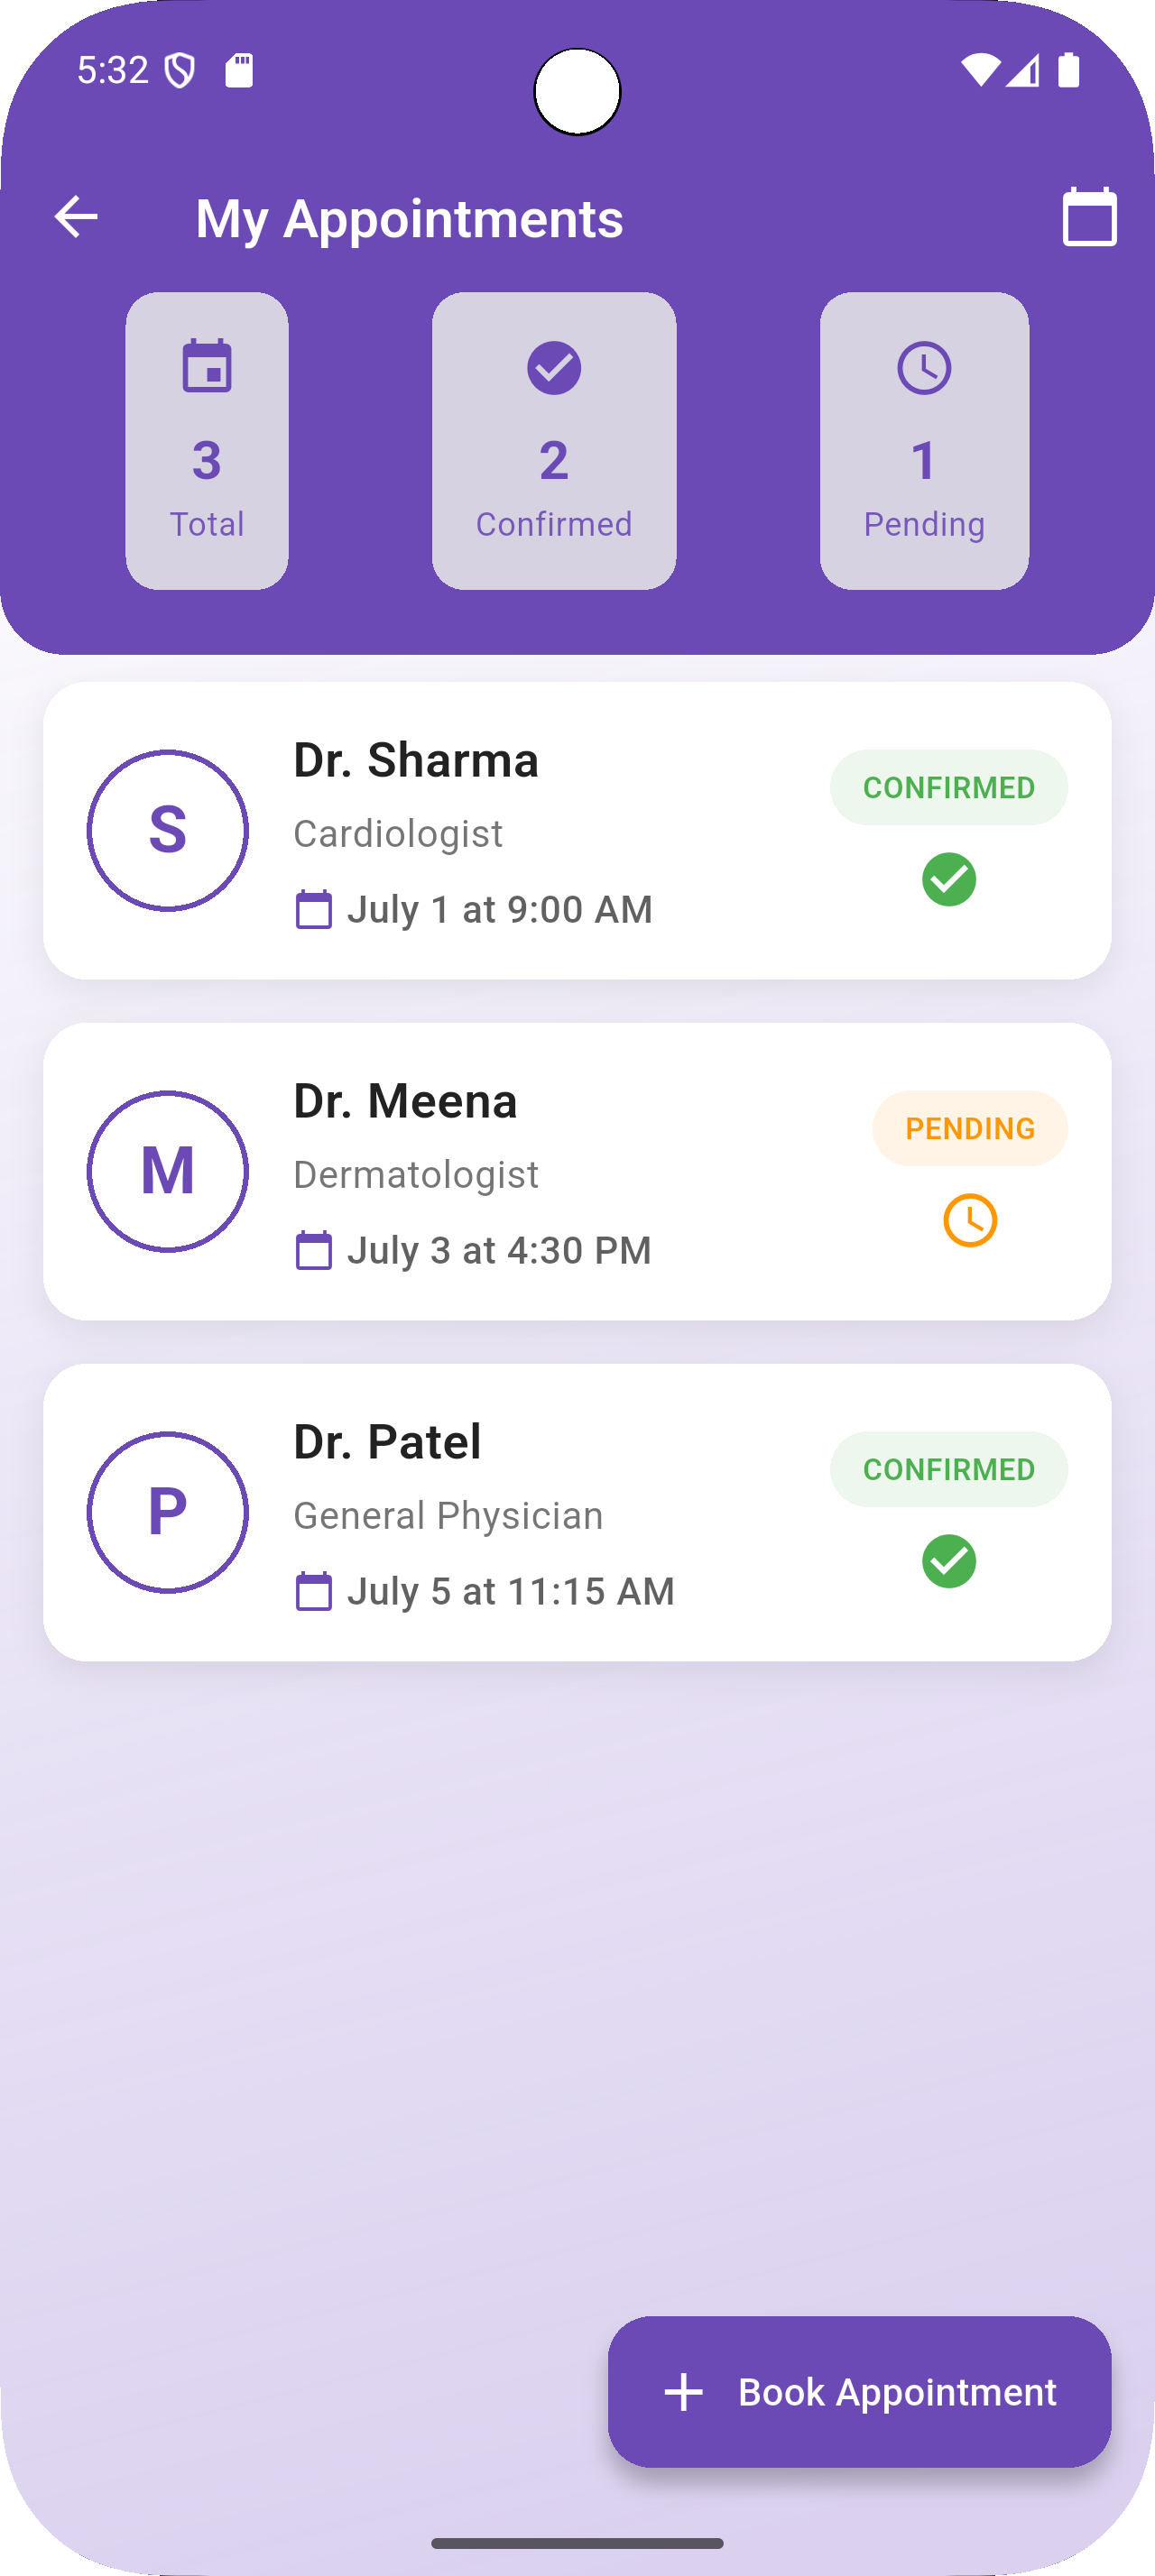 5:32
My Appointments
3
Total
2
Confirmed
1
Pending
S
Dr. Sharma
Cardiologist
July 1 at 9:00 AM
CONFIRMED
M
Dr. Meena
Dermatologist
July 3 at 4:30 PM
PENDING
P
Dr. Patel
General Physician
July 5 at 11:15 AM
CONFIRMED
Book Appointment